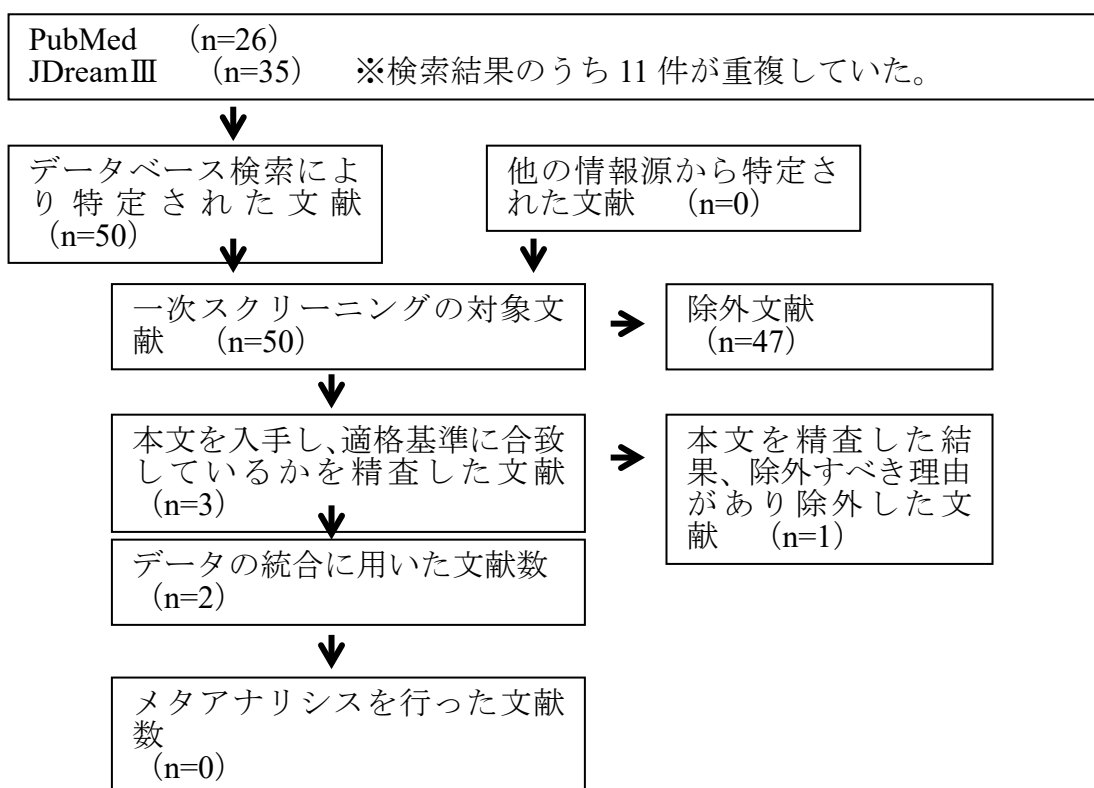 PubMed (n=26)
JDreamⅢ (n=35) ※検索結果のうち 11 件が重複していた。
データベース検索によ
り特定された文献
(n=50)
他の情報源から特定さ
れた文献 (n=0)
一次スクリーニングの対象文
献 (n=50)
除外文献
(n=47)
本文を入手し、適格基準に合致
しているかを精査した文献
(n=3)
本文を精査した結
果、除外すべき理由
があり除外した文
献 (n=1)
データの統合に用いた文献数
(n=2)
メタアナリシスを行った文献
数
(n=0)